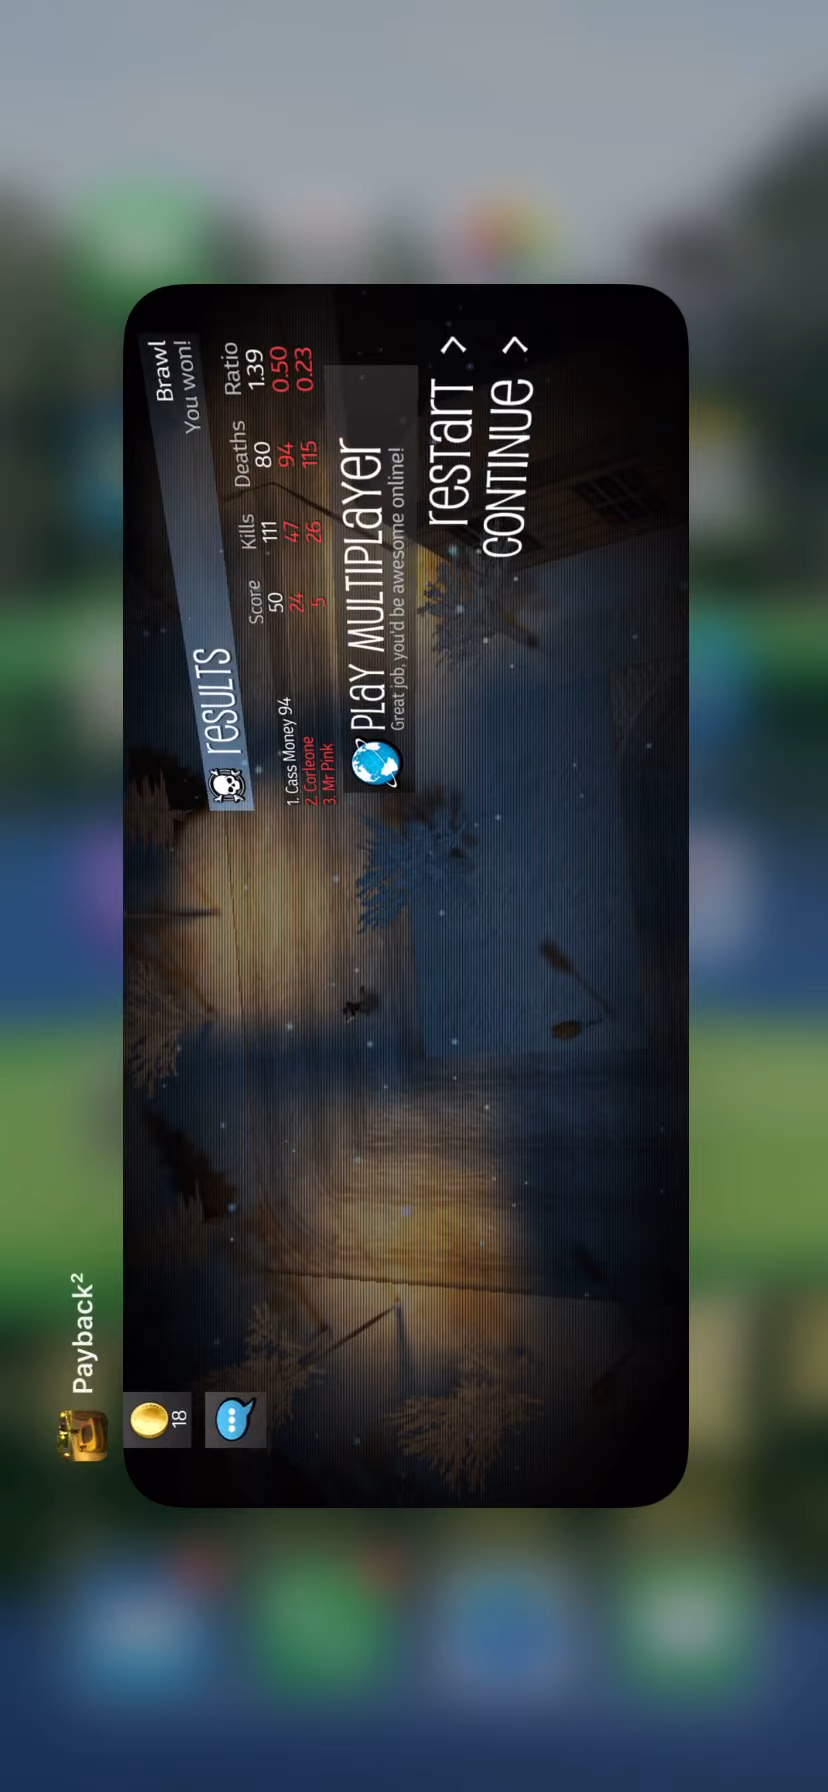 Payback²
18
Brawl
You won!
RESULTS
Score Kills Deaths Ratio
1. Cass Money 94 50 111 80 1.39
2. Corleone 24 47 94 0.50
3. Mr Pink 5 26 115 0.23
PLAY MULTIPLAYER
Great job, you'd be awesome online!
RESTART >
CONTINUE >